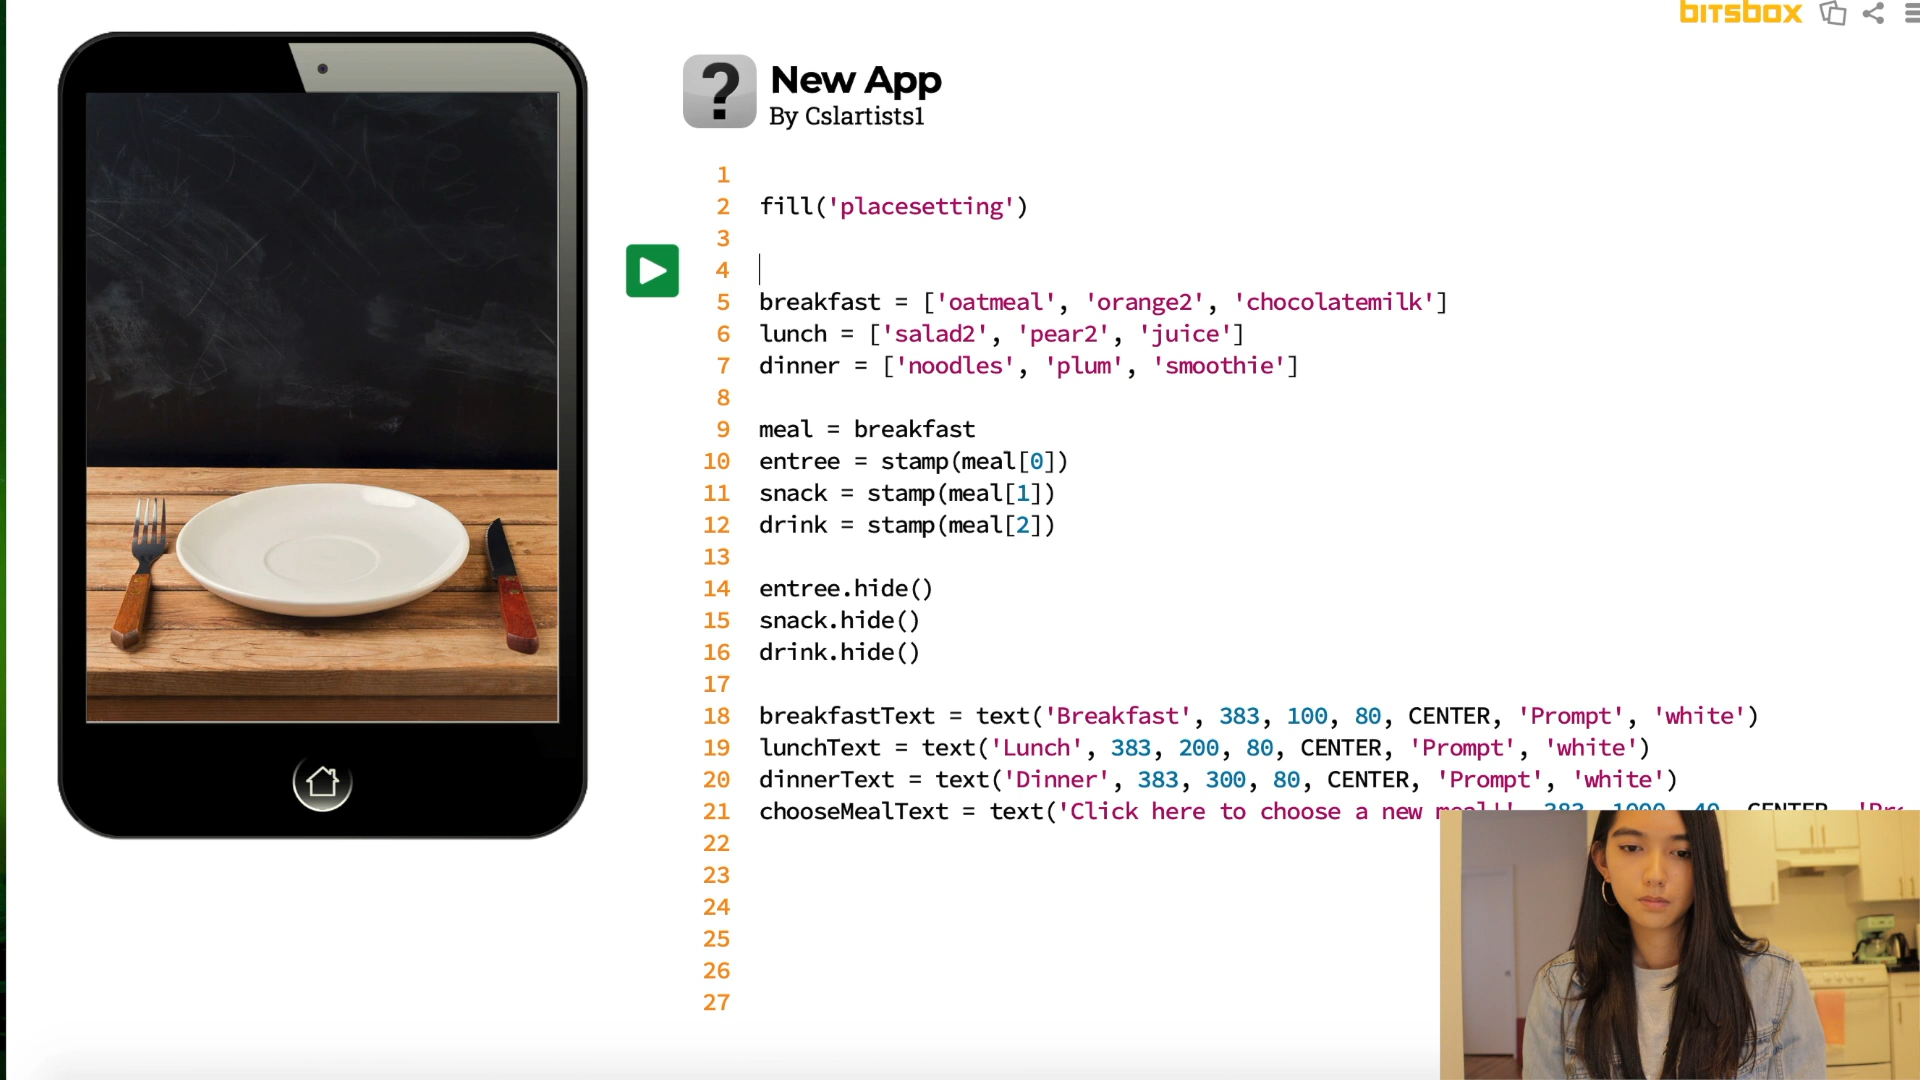 bitsbox
?
New App
By Cslartists1
1
2 fill('placesetting')
3
4
5 breakfast = ['oatmeal', 'orange2', 'chocolatemilk']
6 lunch = ['salad2', 'pear2', 'juice']
7 dinner = ['noodles', 'plum', 'smoothie']
8
9 meal = breakfast
10 entree = stamp(meal[0])
11 snack = stamp(meal[1])
12 drink = stamp(meal[2])
13
14 entree.hide()
15 snack.hide()
16 drink.hide()
17
18 breakfastText = text('Breakfast', 383, 100, 80, CENTER, 'Prompt', 'white')
19 lunchText = text('Lunch', 383, 200, 80, CENTER, 'Prompt', 'white')
20 dinnerText = text('Dinner', 383, 300, 80, CENTER, 'Prompt', 'white')
21 chooseMealText = text('Click here to choose a new meal!', 383, 1000, 40, CENTER,
22
23
24
25
26
27